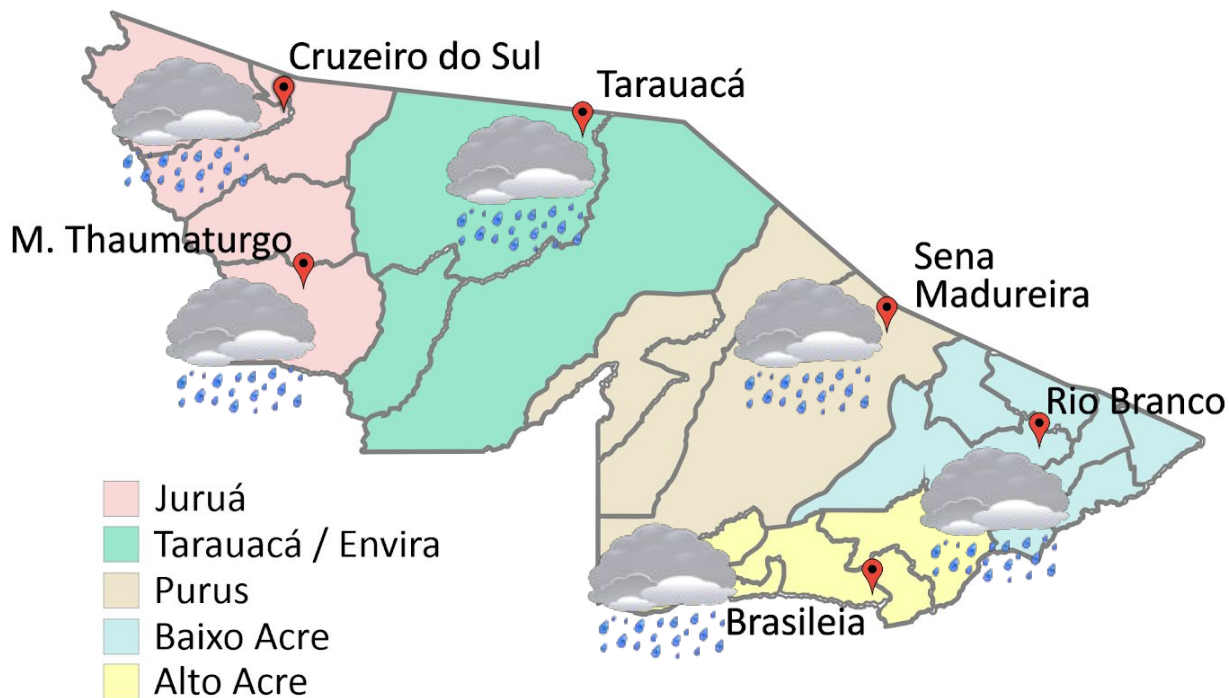 Cruzeiro do Sul
Tarauacá
M. Thaumaturgo
Sena
Madureira
Rio Branco
Brasileia
Juruá
Tarauacá / Envira
Purus
Baixo Acre
Alto Acre